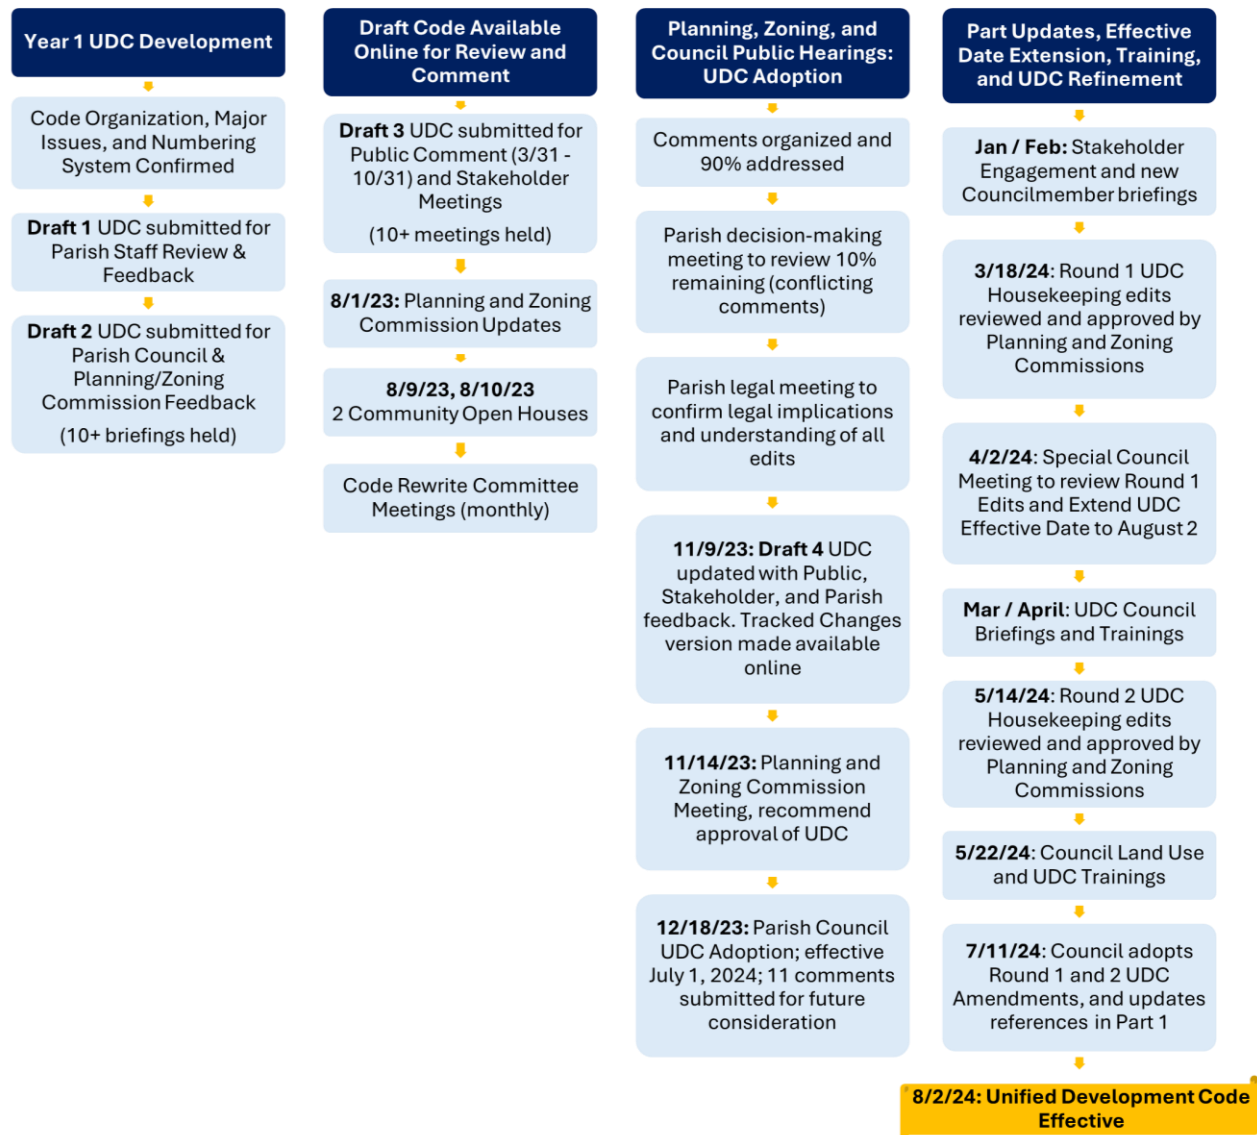 Year 1 UDC Development
Code Organization, Major
Issues, and Numbering
System Confirmed
Draft 1 UDC submitted for
Parish Staff Review &
Feedback
Draft 2 UDC submitted for
Parish Council &
Planning/Zoning
Commission Feedback
(10+ briefings held)
Draft Code Available
Online for Review and
Comment
Draft 3 UDC submitted for
Public Comment (3/31 -
10/31) and Stakeholder
Meetings
(10+ meetings held)
8/1/23: Planning and Zoning
Commission Updates
8/9/23, 8/10/23
2 Community Open Houses
Code Rewrite Committee
Meetings (monthly)
Planning, Zoning, and
Council Public Hearings:
UDC Adoption
Comments organized and
90% addressed
Parish decision-making
meeting to review 10%
remaining (conflicting
comments)
Parish legal meeting to
confirm legal implications
and understanding of all
edits
11/9/23: Draft 4 UDC
updated with Public,
Stakeholder, and Parish
feedback. Tracked Changes
version made available
online
11/14/23: Planning and
Zoning Commission
Meeting, recommend
approval of UDC
12/18/23: Parish Council
UDC Adoption; effective
July 1, 2024; 11 comments
submitted for future
consideration
Part Updates, Effective
Date Extension, Training,
and UDC Refinement
Jan / Feb: Stakeholder
Engagement and new
Councilmember briefings
3/18/24: Round 1 UDC
Housekeeping edits
reviewed and approved by
Planning and Zoning
Commissions
4/2/24: Special Council
Meeting to review Round 1
Edits and Extend UDC
Effective Date to August 2
Mar / April: UDC Council
Briefings and Trainings
5/14/24: Round 2 UDC
Housekeeping edits
reviewed and approved by
Planning and Zoning
Commissions
5/22/24: Council Land Use
and UDC Trainings
7/11/24: Council adopts
Round 1 and 2 UDC
Amendments, and updates
references in Part 1
8/2/24: Unified Development Code
Effective